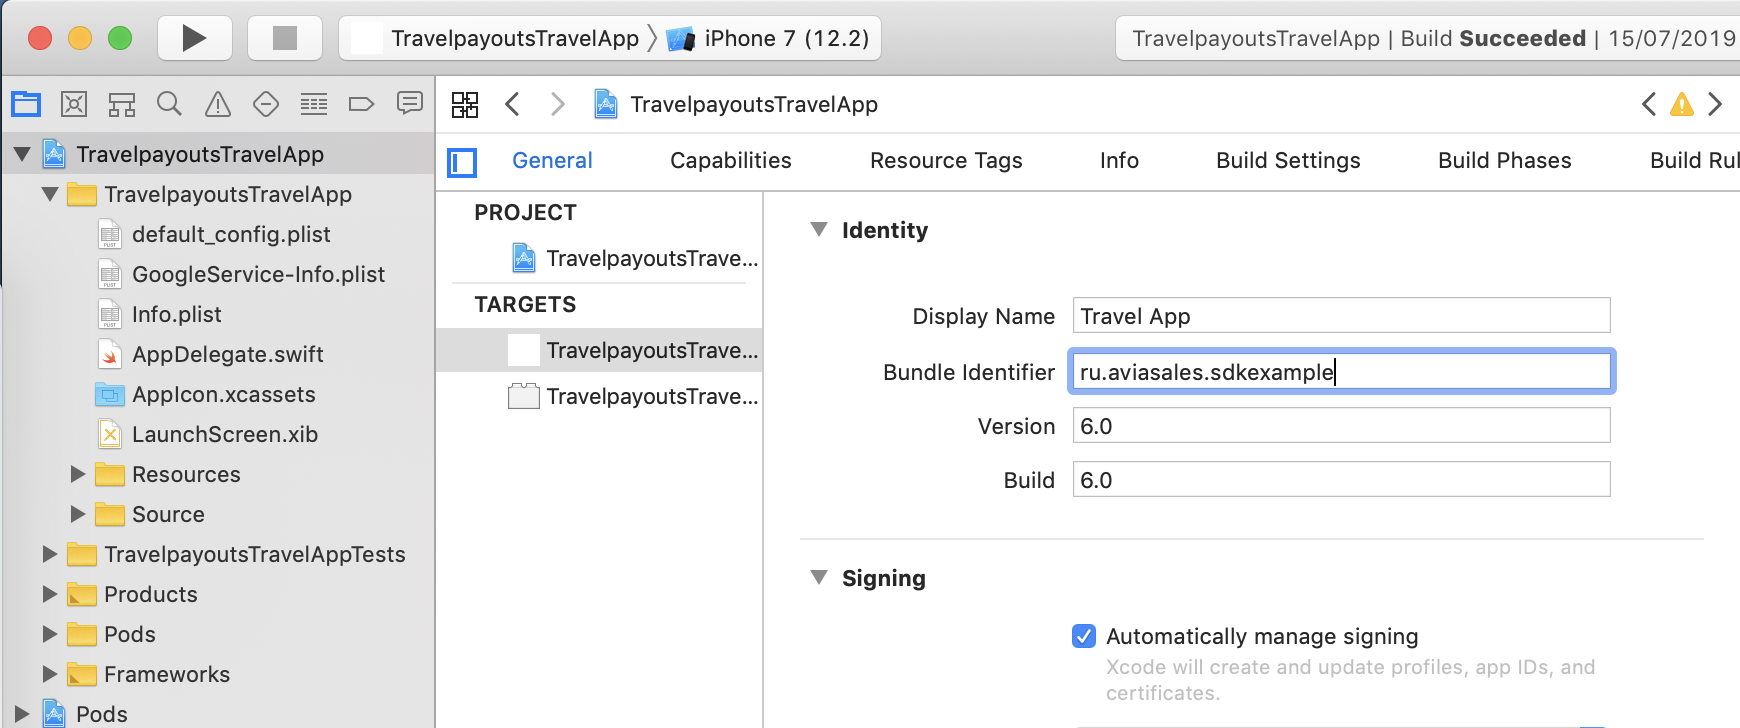 TravelpayoutsTravelApp iPhone 7 (12.2)
TravelpayoutsTravelApp | Build Succeeded | 15/07/2019
TravelpayoutsTravelApp
General Capabilities Resource Tags Info Build Settings Build Phases Build Rul
TravelpayoutsTravelApp
TravelpayoutsTravelApp
default_config.plist
GoogleService-Info.plist
Info.plist
AppDelegate.swift
AppIcon.xcassets
LaunchScreen.xib
Resources
Source
TravelpayoutsTravelAppTests
Products
Pods
Frameworks
Pods
PROJECT
TravelpayoutsTrave...
TARGETS
TravelpayoutsTrave...
TravelpayoutsTrave...
Identity
Display Name Travel App
Bundle Identifier ru.aviasales.sdkexample
Version 6.0
Build 6.0
Signing
Automatically manage signing
Xcode will create and update profiles, app IDs, and
certificates.